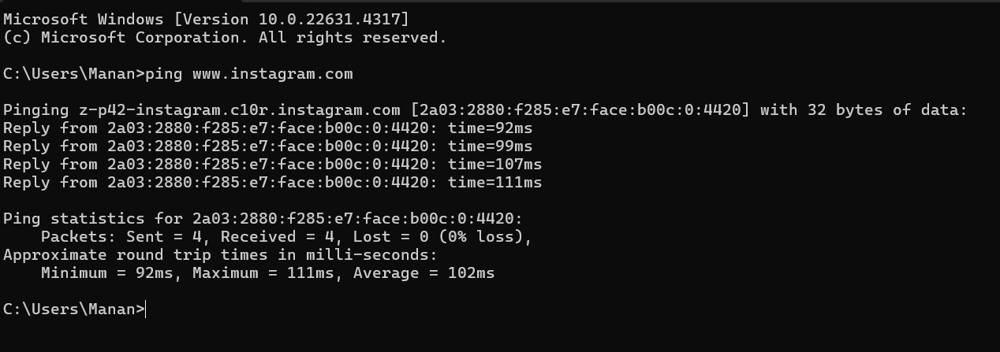 Microsoft Windows [Version 10.0.22631.4317]
(c) Microsoft Corporation. All rights reserved.
C:\Users\Manan>ping www.instagram.com
Pinging z-p42-instagram.c10r.instagram.com [2a03:2880:f285:e7:face:b00c:0:4420] with 32 bytes of data:
Reply from 2a03:2880:f285:e7:face:b00c:0:4420: time=92ms
Reply from 2a03:2880:f285:e7:face:b00c:0:4420: time=99ms
Reply from 2a03:2880:f285:e7:face:b00c:0:4420: time=107ms
Reply from 2a03:2880:f285:e7:face:b00c:0:4420: time=111ms
Ping statistics for 2a03:2880:f285:e7:face:b00c:0:4420:
    Packets: Sent = 4, Received = 4, Lost = 0 (0% loss),
Approximate round trip times in milli-seconds:
    Minimum = 92ms, Maximum = 111ms, Average = 102ms
C:\Users\Manan>